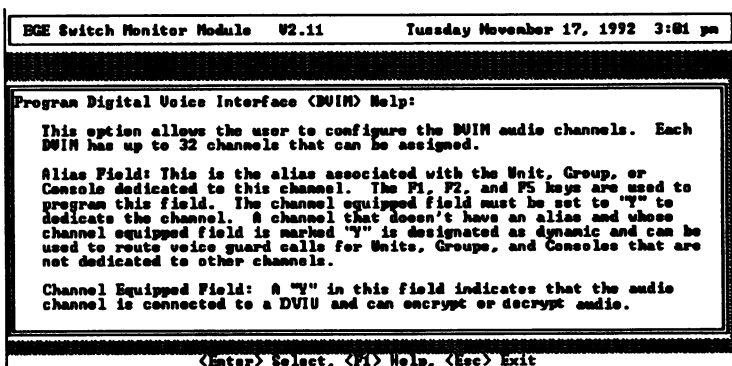 EGE Switch Monitor Module V2.11 Tuesday November 17, 1992 3:01 pm
Program Digital Voice Interface (DVIM) Help:
This option allows the user to configure the DVIM audio channels. Each
DVIM has up to 32 channels that can be assigned.
Alias Field: This is the alias associated with the Unit, Group, or
Console dedicated to this channel. The F1, F2, and F5 keys are used to
program this field. The channel equipped field must be set to "Y" to
dedicate the channel. A channel that doesn't have an alias and whose
channel equipped field is marked "Y" is designated as dynamic and can be
used to route voice guard calls for Units, Groups, and Consoles that are
not dedicated to other channels.
Channel Equipped Field: A "Y" in this field indicates that the audio
channel is connected to a DVIU and can encrypt or decrypt audio.
<Enter> Select, <F1> Help, <Esc> Exit